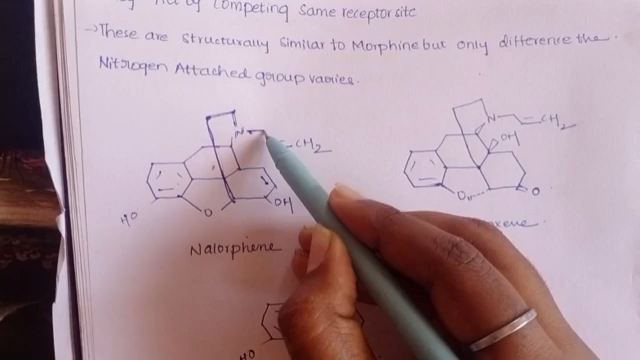 by competing same receptor site
→These are structurally similar to Morphine but only difference the.
Nitrogen Attached group varies.
N
CH2
HO
O
OH
Nalorphene
N
CH2
OH
O
O
HO